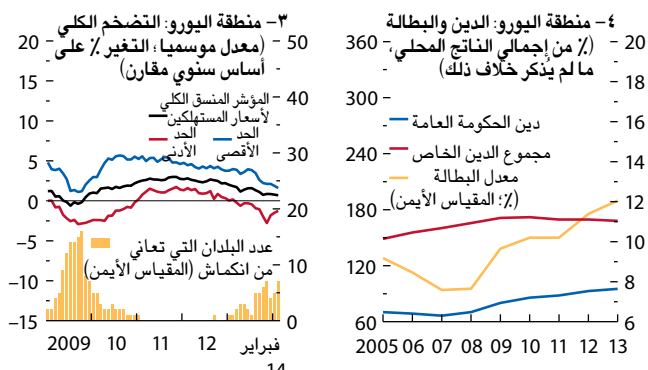 ٣– منطقة اليورو: التضخم الكلي
(معدل موسميا؛ التغير ٪ على
أساس سنوي مقارن)
20
15
10
5
0
–5
–10
–15
50
40
30
20
10
0
المؤشر المنسق الكلي
لأسعار المستهلكين
الحد الأقصى
الحد الأدنى
عدد البلدان التي تعاني
من انكماش (المقياس الأيمن)
2009 10 11 12 فبراير
14
٤– منطقة اليورو: الدين والبطالة
(٪ من إجمالي الناتج المحلي،
ما لم يُذكر خلاف ذلك)
360
300
240
180
120
60
20
18
16
14
12
10
8
6
دين الحكومة العامة
مجموع الدين الخاص
معدل البطالة
(٪؛ المقياس الأيمن)
2005 06 07 08 09 10 11 12 13